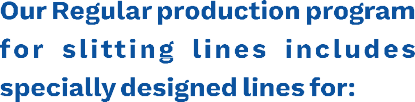 Our Regular production program
for slitting lines includes
specially designed lines for: